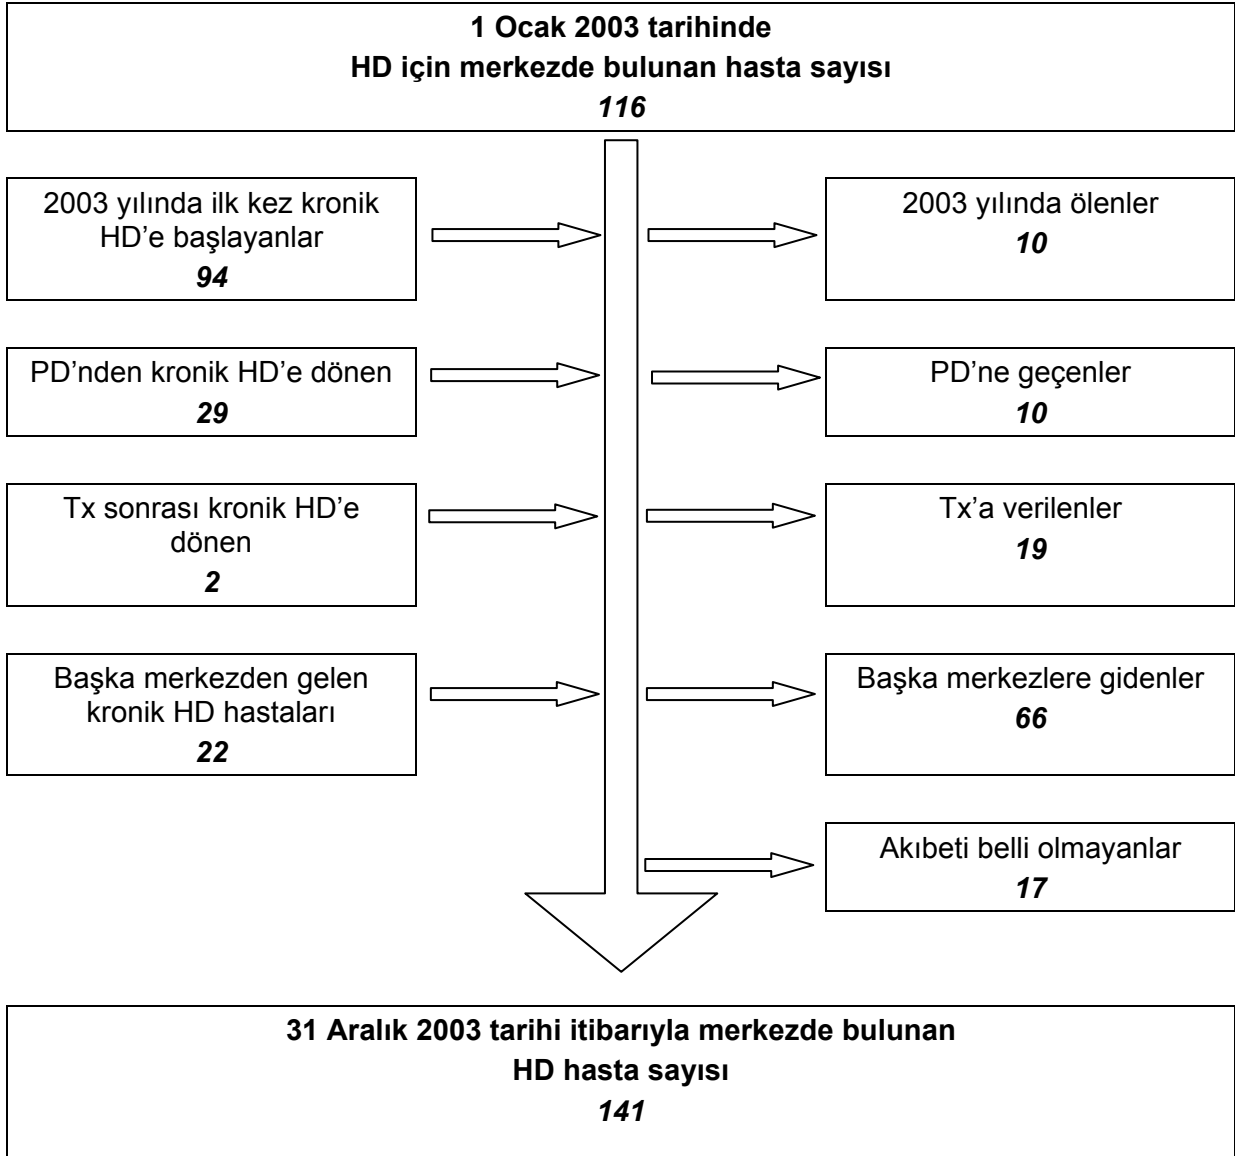 1 Ocak 2003 tarihinde
HD için merkezde bulunan hasta sayısı
116
2003 yılında ilk kez kronik
HD’e başlayanlar
94
2003 yılında ölenler
10
PD’nden kronik HD’e dönen
29
PD’ne geçenler
10
Tx sonrası kronik HD’e
dönen
2
Tx’a verilenler
19
Başka merkezden gelen
kronik HD hastaları
22
Başka merkezlere gidenler
66
Akıbeti belli olmayanlar
17
31 Aralık 2003 tarihi itibarıyla merkezde bulunan
HD hasta sayısı
141